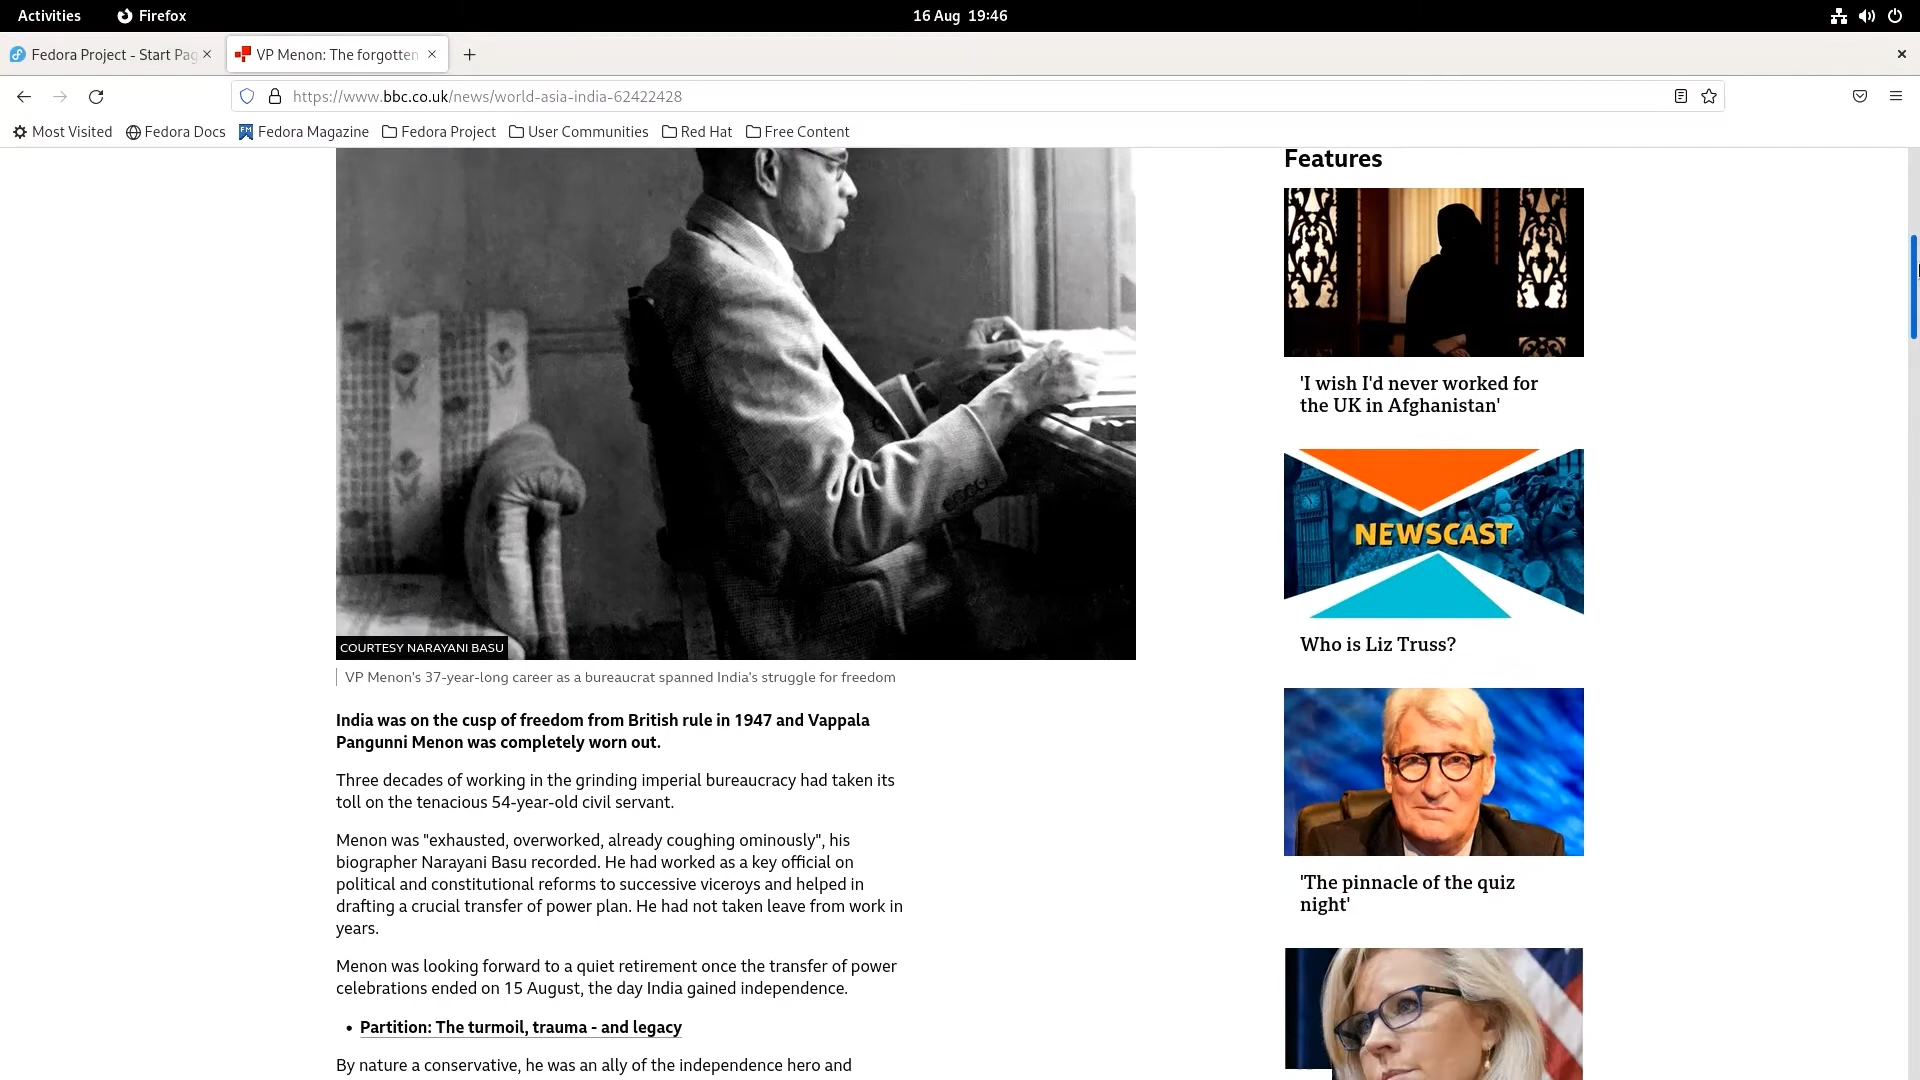 Activities
Firefox
16 Aug 19:46
Fedora Project - Start Pag
VP Menon: The forgotten
https://www.bbc.co.uk/news/world-asia-india-62422428
Most Visited
Fedora Docs
Fedora Magazine
Fedora Project
User Communities
Red Hat
Free Content
COURTESY NARAYANI BASU
VP Menon's 37-year-long career as a bureaucrat spanned India's struggle for freedom
India was on the cusp of freedom from British rule in 1947 and Vappala
Pangunni Menon was completely worn out.
Three decades of working in the grinding imperial bureaucracy had taken its
toll on the tenacious 54-year-old civil servant.
Menon was "exhausted, overworked, already coughing ominously", his
biographer Narayani Basu recorded. He had worked as a key official on
political and constitutional reforms to successive viceroys and helped in
drafting a crucial transfer of power plan. He had not taken leave from work in
years.
Menon was looking forward to a quiet retirement once the transfer of power
celebrations ended on 15 August, the day India gained independence.
• Partition: The turmoil, trauma - and legacy
By nature a conservative, he was an ally of the independence hero and
Features
'I wish I'd never worked for
the UK in Afghanistan'
NEWSCAST
Who is Liz Truss?
'The pinnacle of the quiz
night'